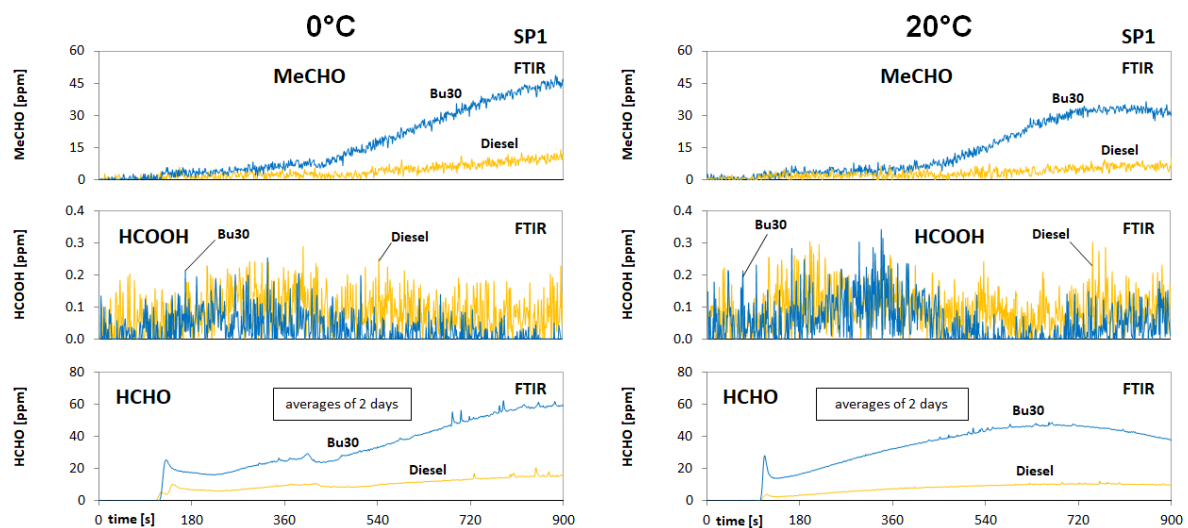 0°C
SP1
MeCHO [ppm]
60
45
30
15
0
MeCHO
FTIR
Bu30
Diesel
HCOOH [ppm]
0.4
0.3
0.2
0.1
0.0
HCOOH
Bu30
Diesel
FTIR
HCHO [ppm]
80
60
40
20
0
HCHO
averages of 2 days
FTIR
Bu30
Diesel
0 time [s] 180 360 540 720 900
20°C
SP1
MeCHO [ppm]
60
45
30
15
0
MeCHO
FTIR
Bu30
Diesel
HCOOH [ppm]
0.4
0.3
0.2
0.1
0.0
Bu30
HCOOH
Diesel
FTIR
HCHO [ppm]
80
60
40
20
0
HCHO
averages of 2 days
FTIR
Bu30
Diesel
0 time [s] 180 360 540 720 900